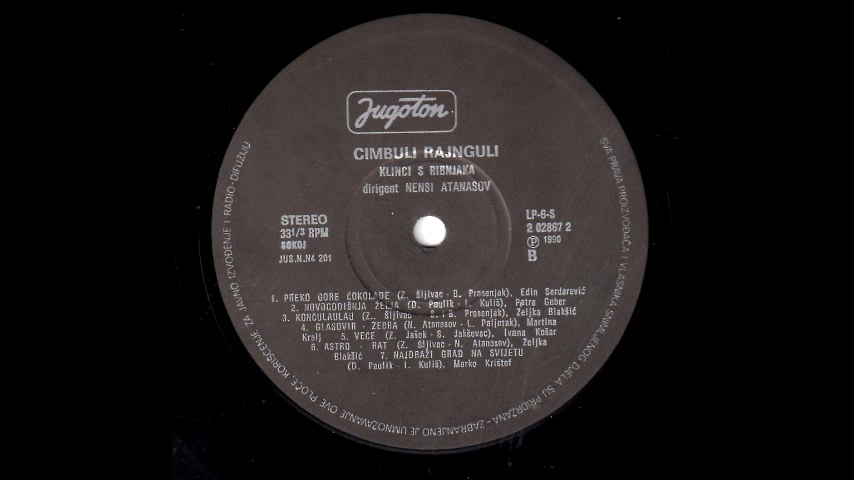 Jugoton
CIMBULI RAJNGULI
KLINCI S RIBNJAKA
dirigent NENSI ATANASOV
STEREO
33 1/3 RPM
SOKOJ
JUS.N.N4 201
LP-6-S
2 02867 2
Ⓟ 1990
B
1. PREKO GORE ČOKOLADE (Z. Šljivac - B. Prosenjak), Edin Serdarević
2. NOVOGODIŠNJA ŽELJA (D. Paulik - I. Kuliš), Petra Geber
3. KONČULAULAU (Z. Šljivac - S. i B. Prosenjak), Željka Blakšić
4. GLASOVIR - ZEBRA (N. Atanasov - L. Paljetak), Martina
Kralj 5. VEČE (Z. Jašek - S. Jakševac), Ivana Košar
6. ASTRO - RAT (Z. Šljivac - N. Atanasov), Željka
Blakšić 7. NAJDRAŽI GRAD NA SVIJETU
(D. Paulik - I. Kuliš), Marko Krištof
SVA PRAVA PROIZVOĐAČA I VLASNIKA SNIMLJENOG DJELA SU PRIDRŽANA - ZABRANJENO JE UMNOŽAVANJE OVE PLOČE, KORIŠĆENJE ZA JAVNO IZVOĐENJE I RADIO-DIFUZIJU